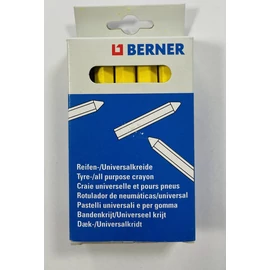 BERNER
Reifen-/Universalkreide
Tyre-/all purpose crayon
Craie universelle et pours pneus
Rotulador de neumáticas/universal
Pastelli universali e per gomma
Bandenkrijt/Universeel krijt
Dæk-/Universalkridt